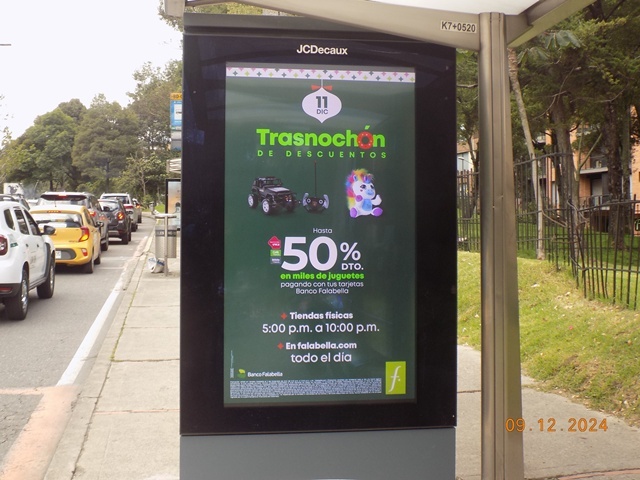 K7+0520
JCDecaux
11
DIC
Trasnochón
DE DESCUENTOS
Hasta
50%
DTO.
en miles de juguetes
pagando con tus tarjetas
Banco Falabella
Tiendas físicas
5:00 p.m. a 10:00 p.m.
En falabella.com
todo el día
Banco Falabella
f.
09.12.2024